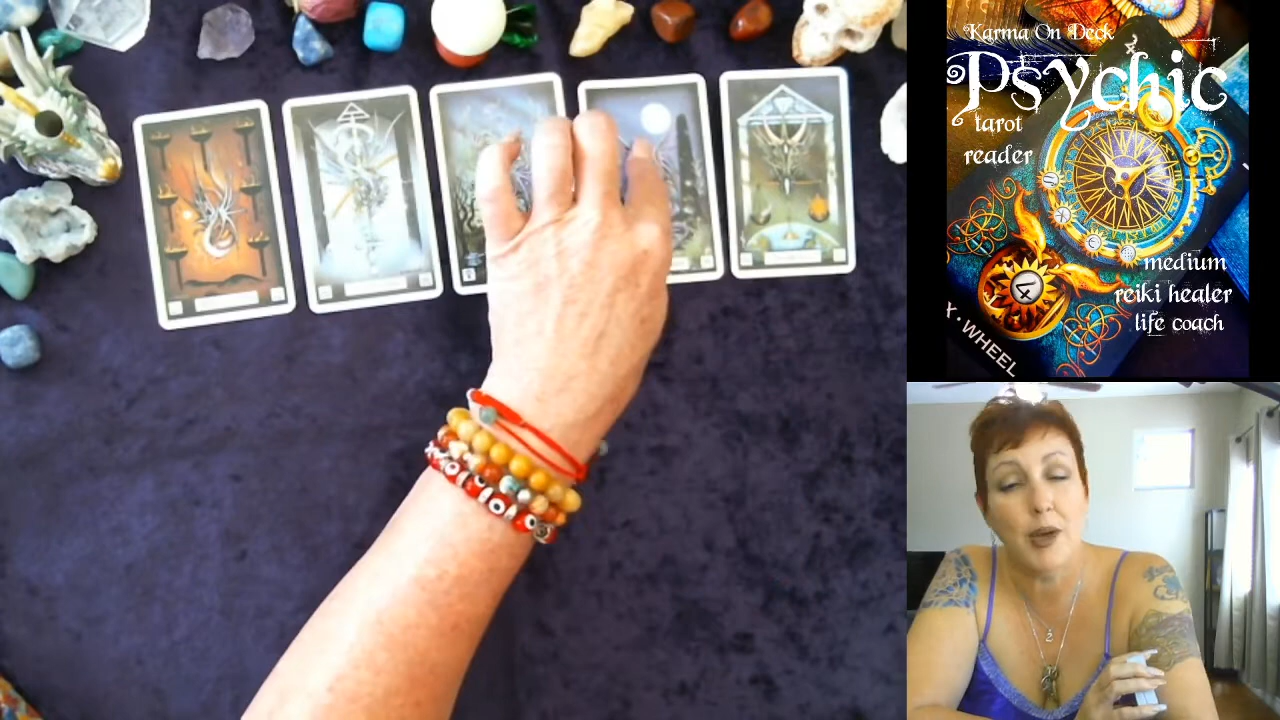 Karma On Deck
Psychic
tarot
reader
medium
reiki healer
life coach
X • WHEEL